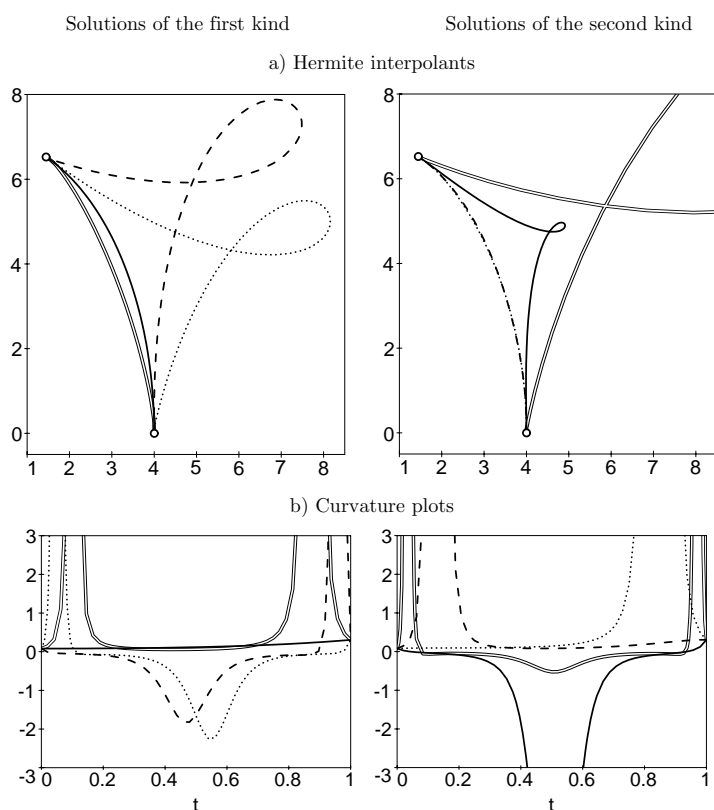 Solutions of the first kind Solutions of the second kind
a) Hermite interpolants
8 8
6 6
4 4
2 2
0 0
1 2 3 4 5 6 7 8 1 2 3 4 5 6 7 8
b) Curvature plots
3 3
2 2
1 1
0 0
-1 -1
-2 -2
-3 -3
0 0.2 0.4 0.6 0.8 1 0 0.2 0.4 0.6 0.8 1
t t